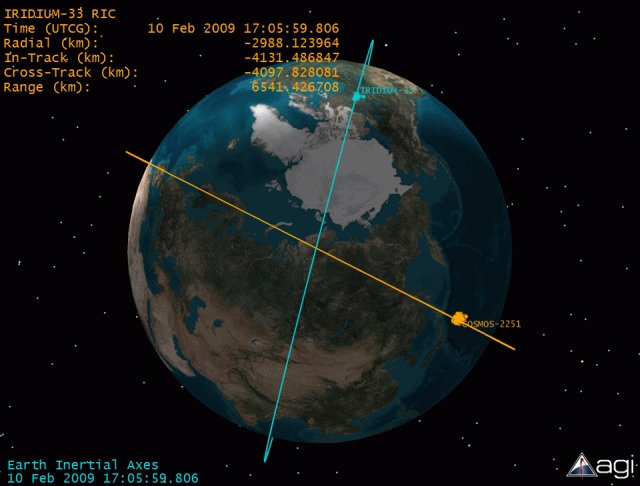 IRIDIUM-33 RIC
Time (UTCG): 10 Feb 2009 17:05:59.806
Radial (km): -2988.123964
In-Track (km): -4131.486847
Cross-Track (km): -4097.828081
Range (km): 6541.426708
IRIDIUM-33
COSMOS-2251
Earth Inertial Axes
10 Feb 2009 17:05:59.806
agi